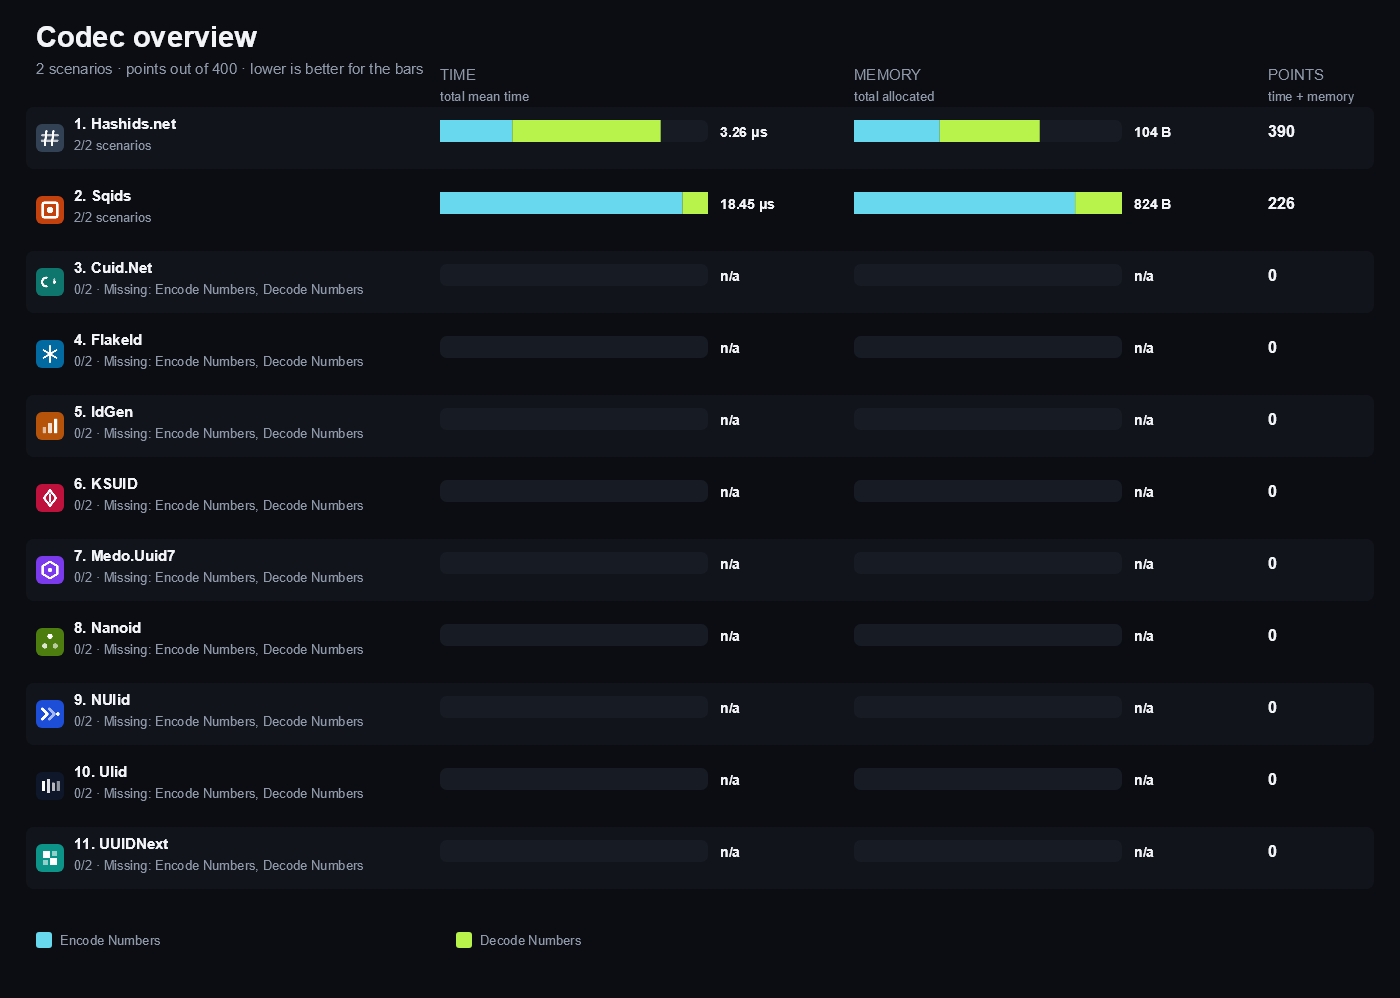 Codec overview
2 scenarios · points out of 400 · lower is better for the bars
TIME
total mean time
MEMORY
total allocated
POINTS
time + memory
1. Hashids.net
2/2 scenarios
3.26 µs
104 B
390
2. Sqids
2/2 scenarios
18.45 µs
824 B
226
3. Cuid.Net
0/2 · Missing: Encode Numbers, Decode Numbers
n/a
n/a
0
4. FlakeId
0/2 · Missing: Encode Numbers, Decode Numbers
n/a
n/a
0
5. IdGen
0/2 · Missing: Encode Numbers, Decode Numbers
n/a
n/a
0
6. KSUID
0/2 · Missing: Encode Numbers, Decode Numbers
n/a
n/a
0
7. Medo.Uuid7
0/2 · Missing: Encode Numbers, Decode Numbers
n/a
n/a
0
8. Nanoid
0/2 · Missing: Encode Numbers, Decode Numbers
n/a
n/a
0
9. NUlid
0/2 · Missing: Encode Numbers, Decode Numbers
n/a
n/a
0
10. Ulid
0/2 · Missing: Encode Numbers, Decode Numbers
n/a
n/a
0
11. UUIDNext
0/2 · Missing: Encode Numbers, Decode Numbers
n/a
n/a
0
Encode Numbers
Decode Numbers